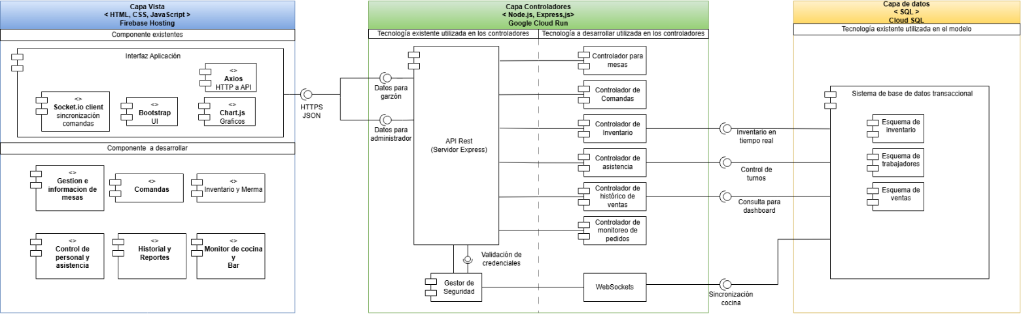 Capa Vista
< HTML, CSS, JavaScript >
Firebase Hosting
Componente existentes
Interfaz Aplicación
<>
Axios
HTTP a API
<>
Socket.io client
sincronización
comandas
<>
Bootstrap
UI
<>
Chart.js
Graficos
Componente a desarrollar
<>
Gestion e
informacion de
mesas
<>
Comandas
<>
Inventario y Merma
<>
Control de
personal y
asistencia
<>
Historial y
Reportes
<>
Monitor de cocina
y
Bar
HTTPS
JSON
Capa Controladores
< Node.js, Express,js>
Google Cloud Run
Tecnología existente utilizada en los controladores
Tecnología a desarrollar utilizada en los controladores
Datos para
garzón
Datos para
administrador
API Rest
(Servidor Express)
Validación de
credenciales
Gestor de
Seguridad
Controlador para
mesas
Controlador de
Comandas
Controlador de
Inventario
Controlador de
asistencia
Controlador de
histórico de
ventas
Controlador de
monitoreo de
pedidos
WebSockets
Inventario en
tiempo real
Control de
turnos
Consulta para
dashboard
Sincronización
cocina
Capa de datos
< SQL >
Cloud SQL
Tecnología existente utilizada en el modelo
Sistema de base de datos transaccional
Esquema de
inventario
Esquema de
trabajadores
Esquema de
ventas